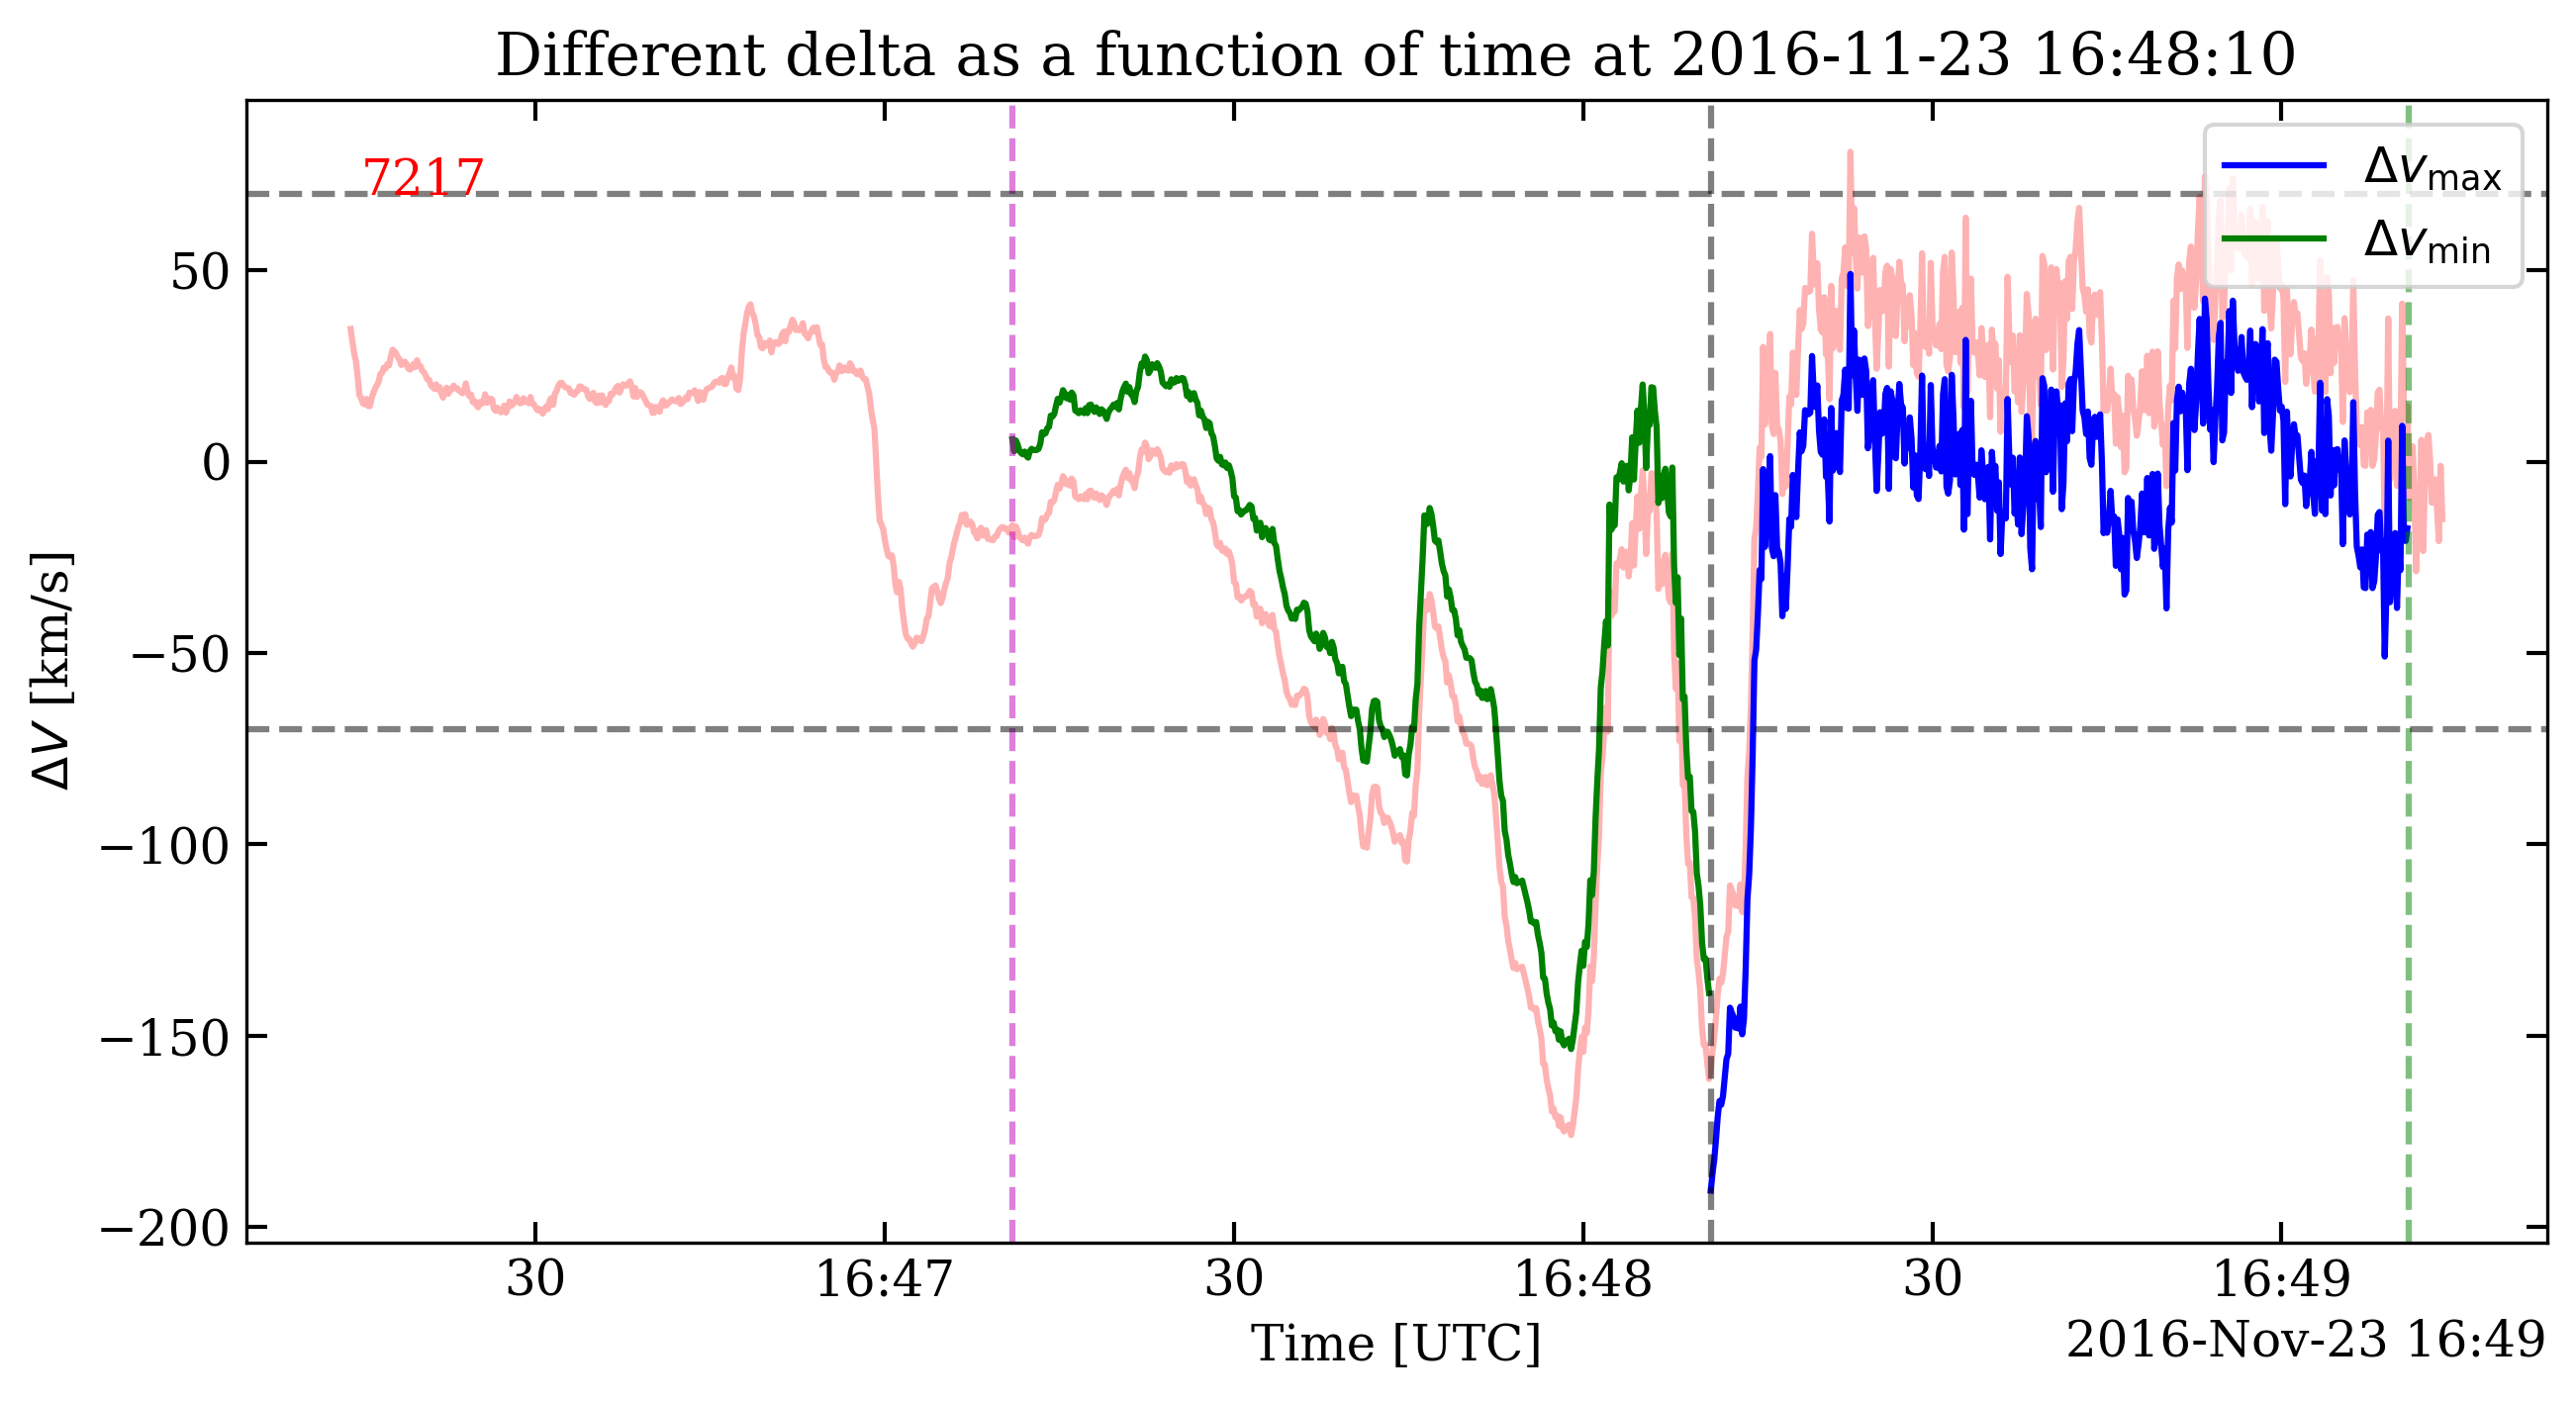 Different delta as a function of time at 2016-11-23 16:48:10
7217
Δv_max
Δv_min
ΔV [km/s]
50
0
−50
−100
−150
−200
30
16:47
30
16:48
30
16:49
Time [UTC]
2016-Nov-23 16:49